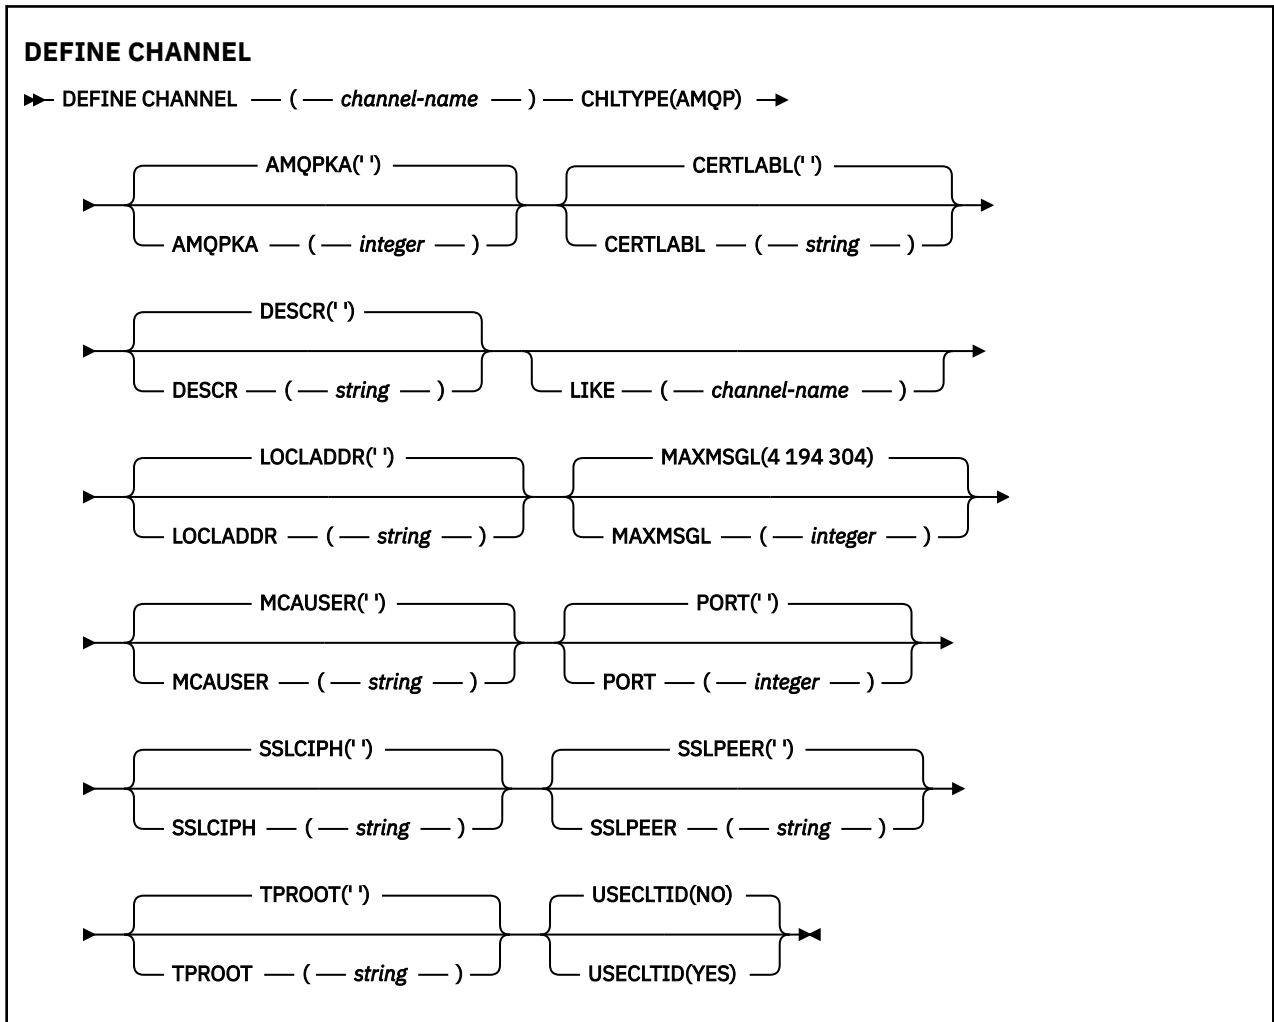 DEFINE CHANNEL
DEFINE CHANNEL ( channel-name ) CHLTYPE(AMQP)
AMQPKA(' ') CERTLABL(' ')
AMQPKA ( integer ) CERTLABL ( string )
DESCR(' ')
DESCR ( string ) LIKE ( channel-name )
LOCLADDR(' ') MAXMSGL(4 194 304)
LOCLADDR ( string ) MAXMSGL ( integer )
MCAUSER(' ') PORT(' ')
MCAUSER ( string ) PORT ( integer )
SSLCIPH(' ') SSLPEER(' ')
SSLCIPH ( string ) SSLPEER ( string )
TPROOT(' ') USECLTID(NO)
TPROOT ( string ) USECLTID(YES)